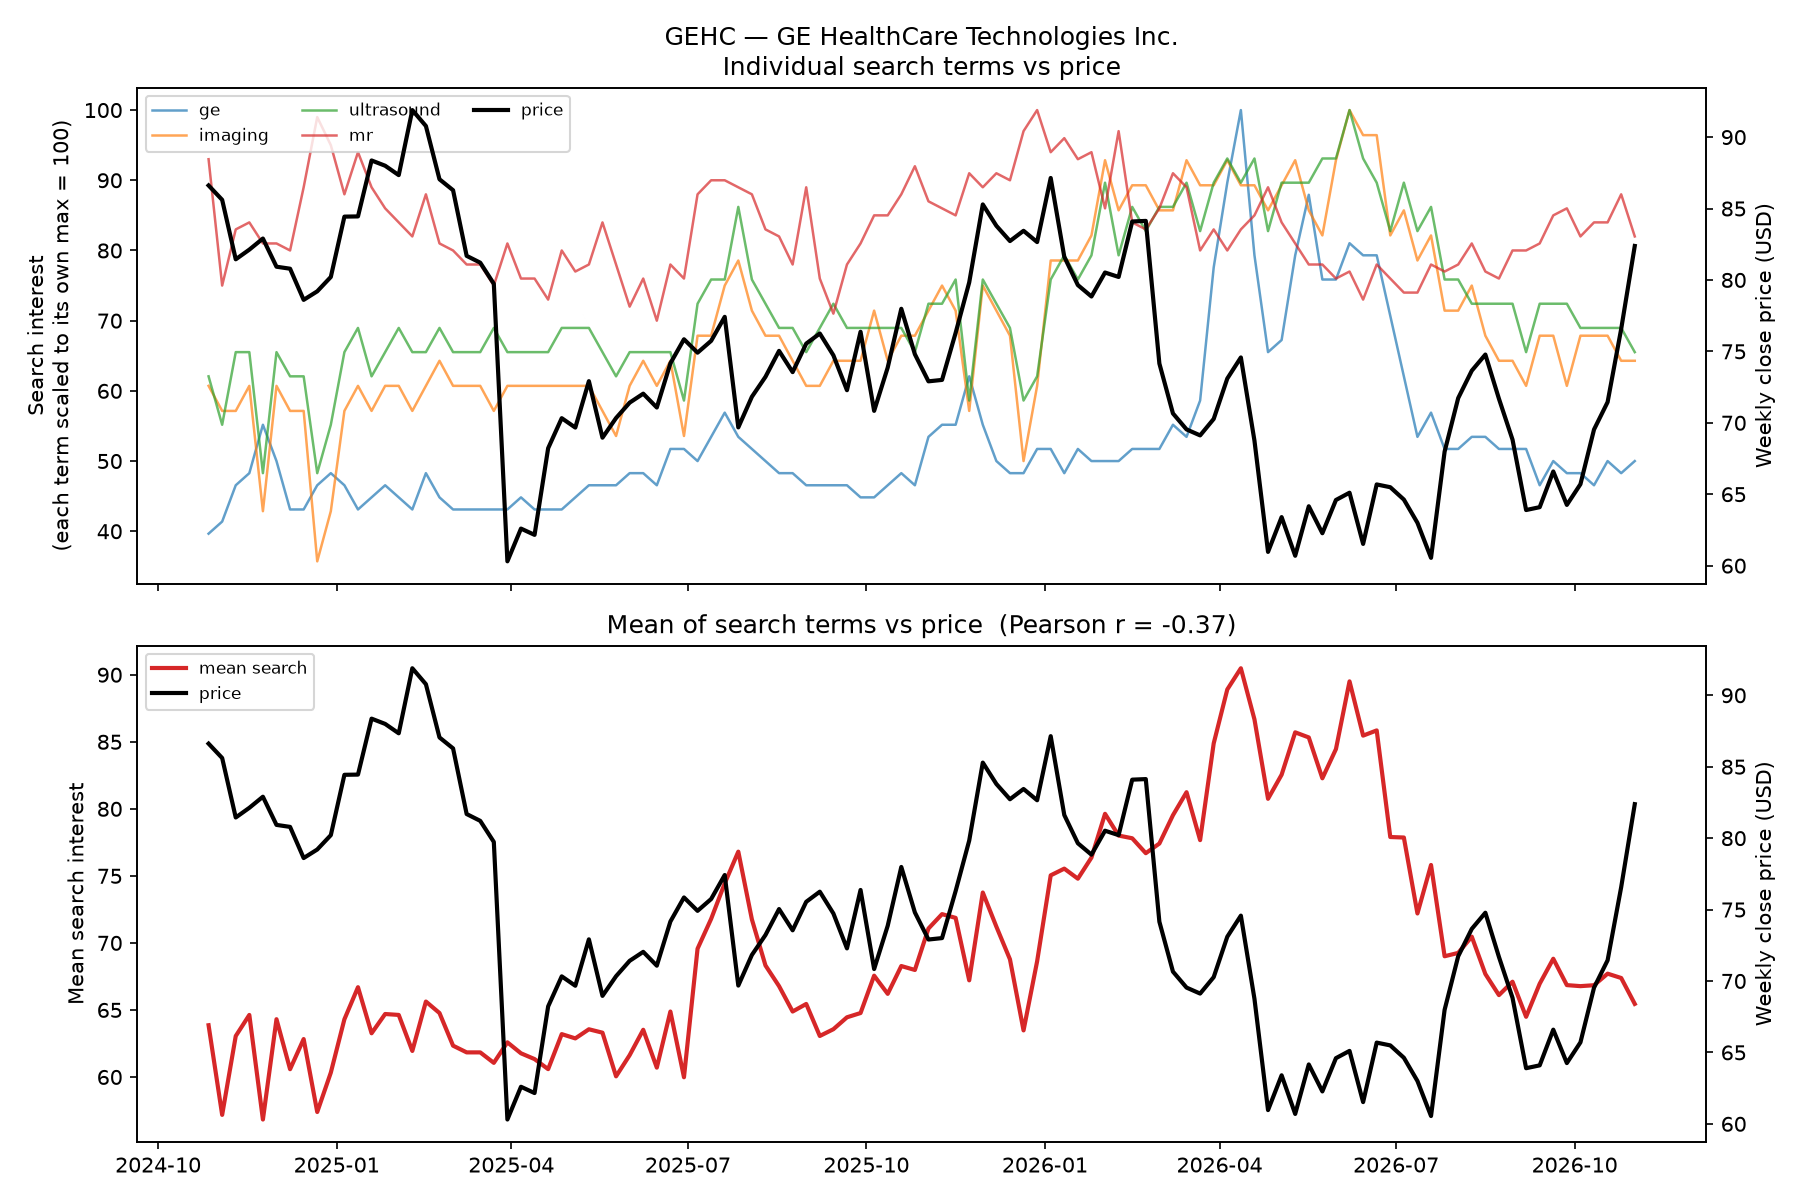 GEHC — GE HealthCare Technologies Inc.
Individual search terms vs price
ge
imaging
ultrasound
mr
price
Search interest
(each term scaled to its own max = 100)
100
90
80
70
60
50
40
Weekly close price (USD)
90
85
80
75
70
65
60
Mean of search terms vs price (Pearson r = -0.37)
mean search
price
Mean search interest
90
85
80
75
70
65
60
Weekly close price (USD)
90
85
80
75
70
65
60
2024-10
2025-01
2025-04
2025-07
2025-10
2026-01
2026-04
2026-07
2026-10